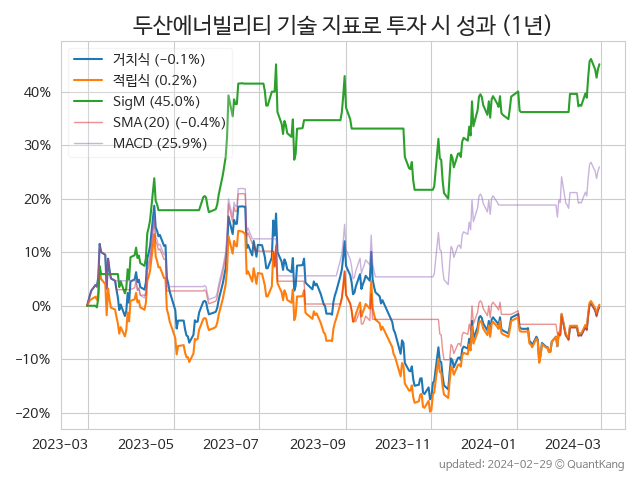 두산에너빌리티 기술 지표로 투자 시 성과 (1년)
거치식 (−0.1%)
적립식 (0.2%)
SigM (45.0%)
SMA(20) (−0.4%)
MACD (25.9%)
40%
30%
20%
10%
0%
−10%
−20%
2023-03 2023-05 2023-07 2023-09 2023-11 2024-01 2024-03
updated: 2024-02-29 ⓒ QuantKang